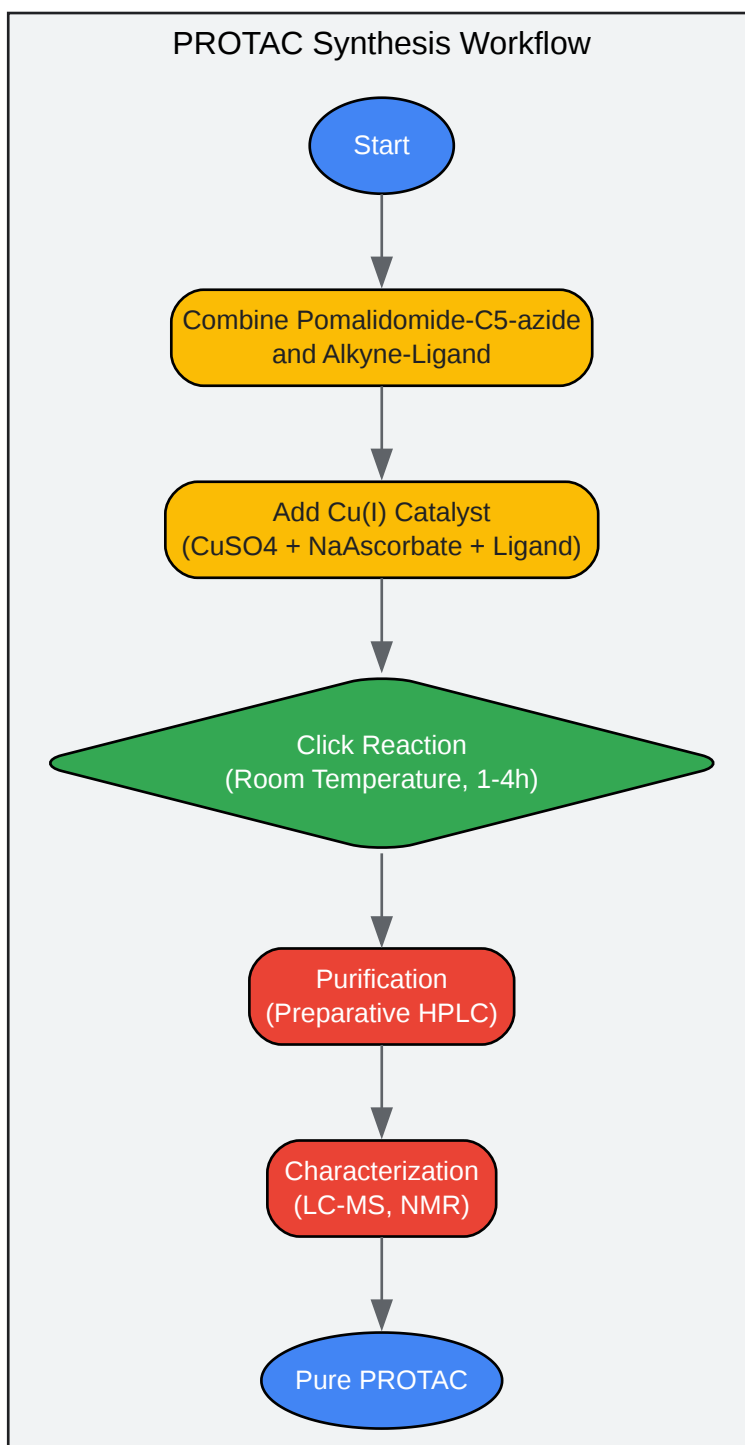 PROTAC Synthesis Workflow
Start
Combine Pomalidomide-C5-azide
and Alkyne-Ligand
Add Cu(I) Catalyst
(CuSO4 + NaAscorbate + Ligand)
Click Reaction
(Room Temperature, 1-4h)
Purification
(Preparative HPLC)
Characterization
(LC-MS, NMR)
Pure PROTAC